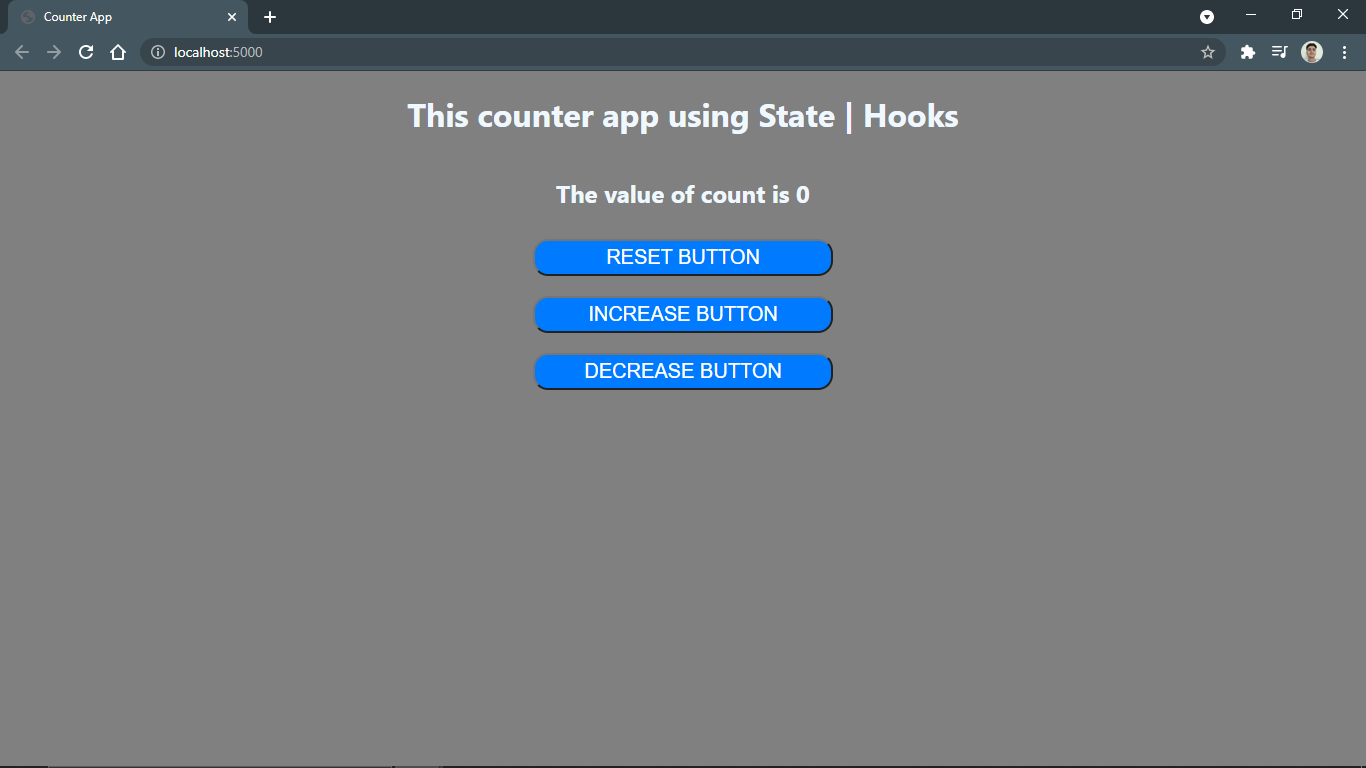 Counter App
localhost:5000
This counter app using State | Hooks
The value of count is 0
RESET BUTTON
INCREASE BUTTON
DECREASE BUTTON